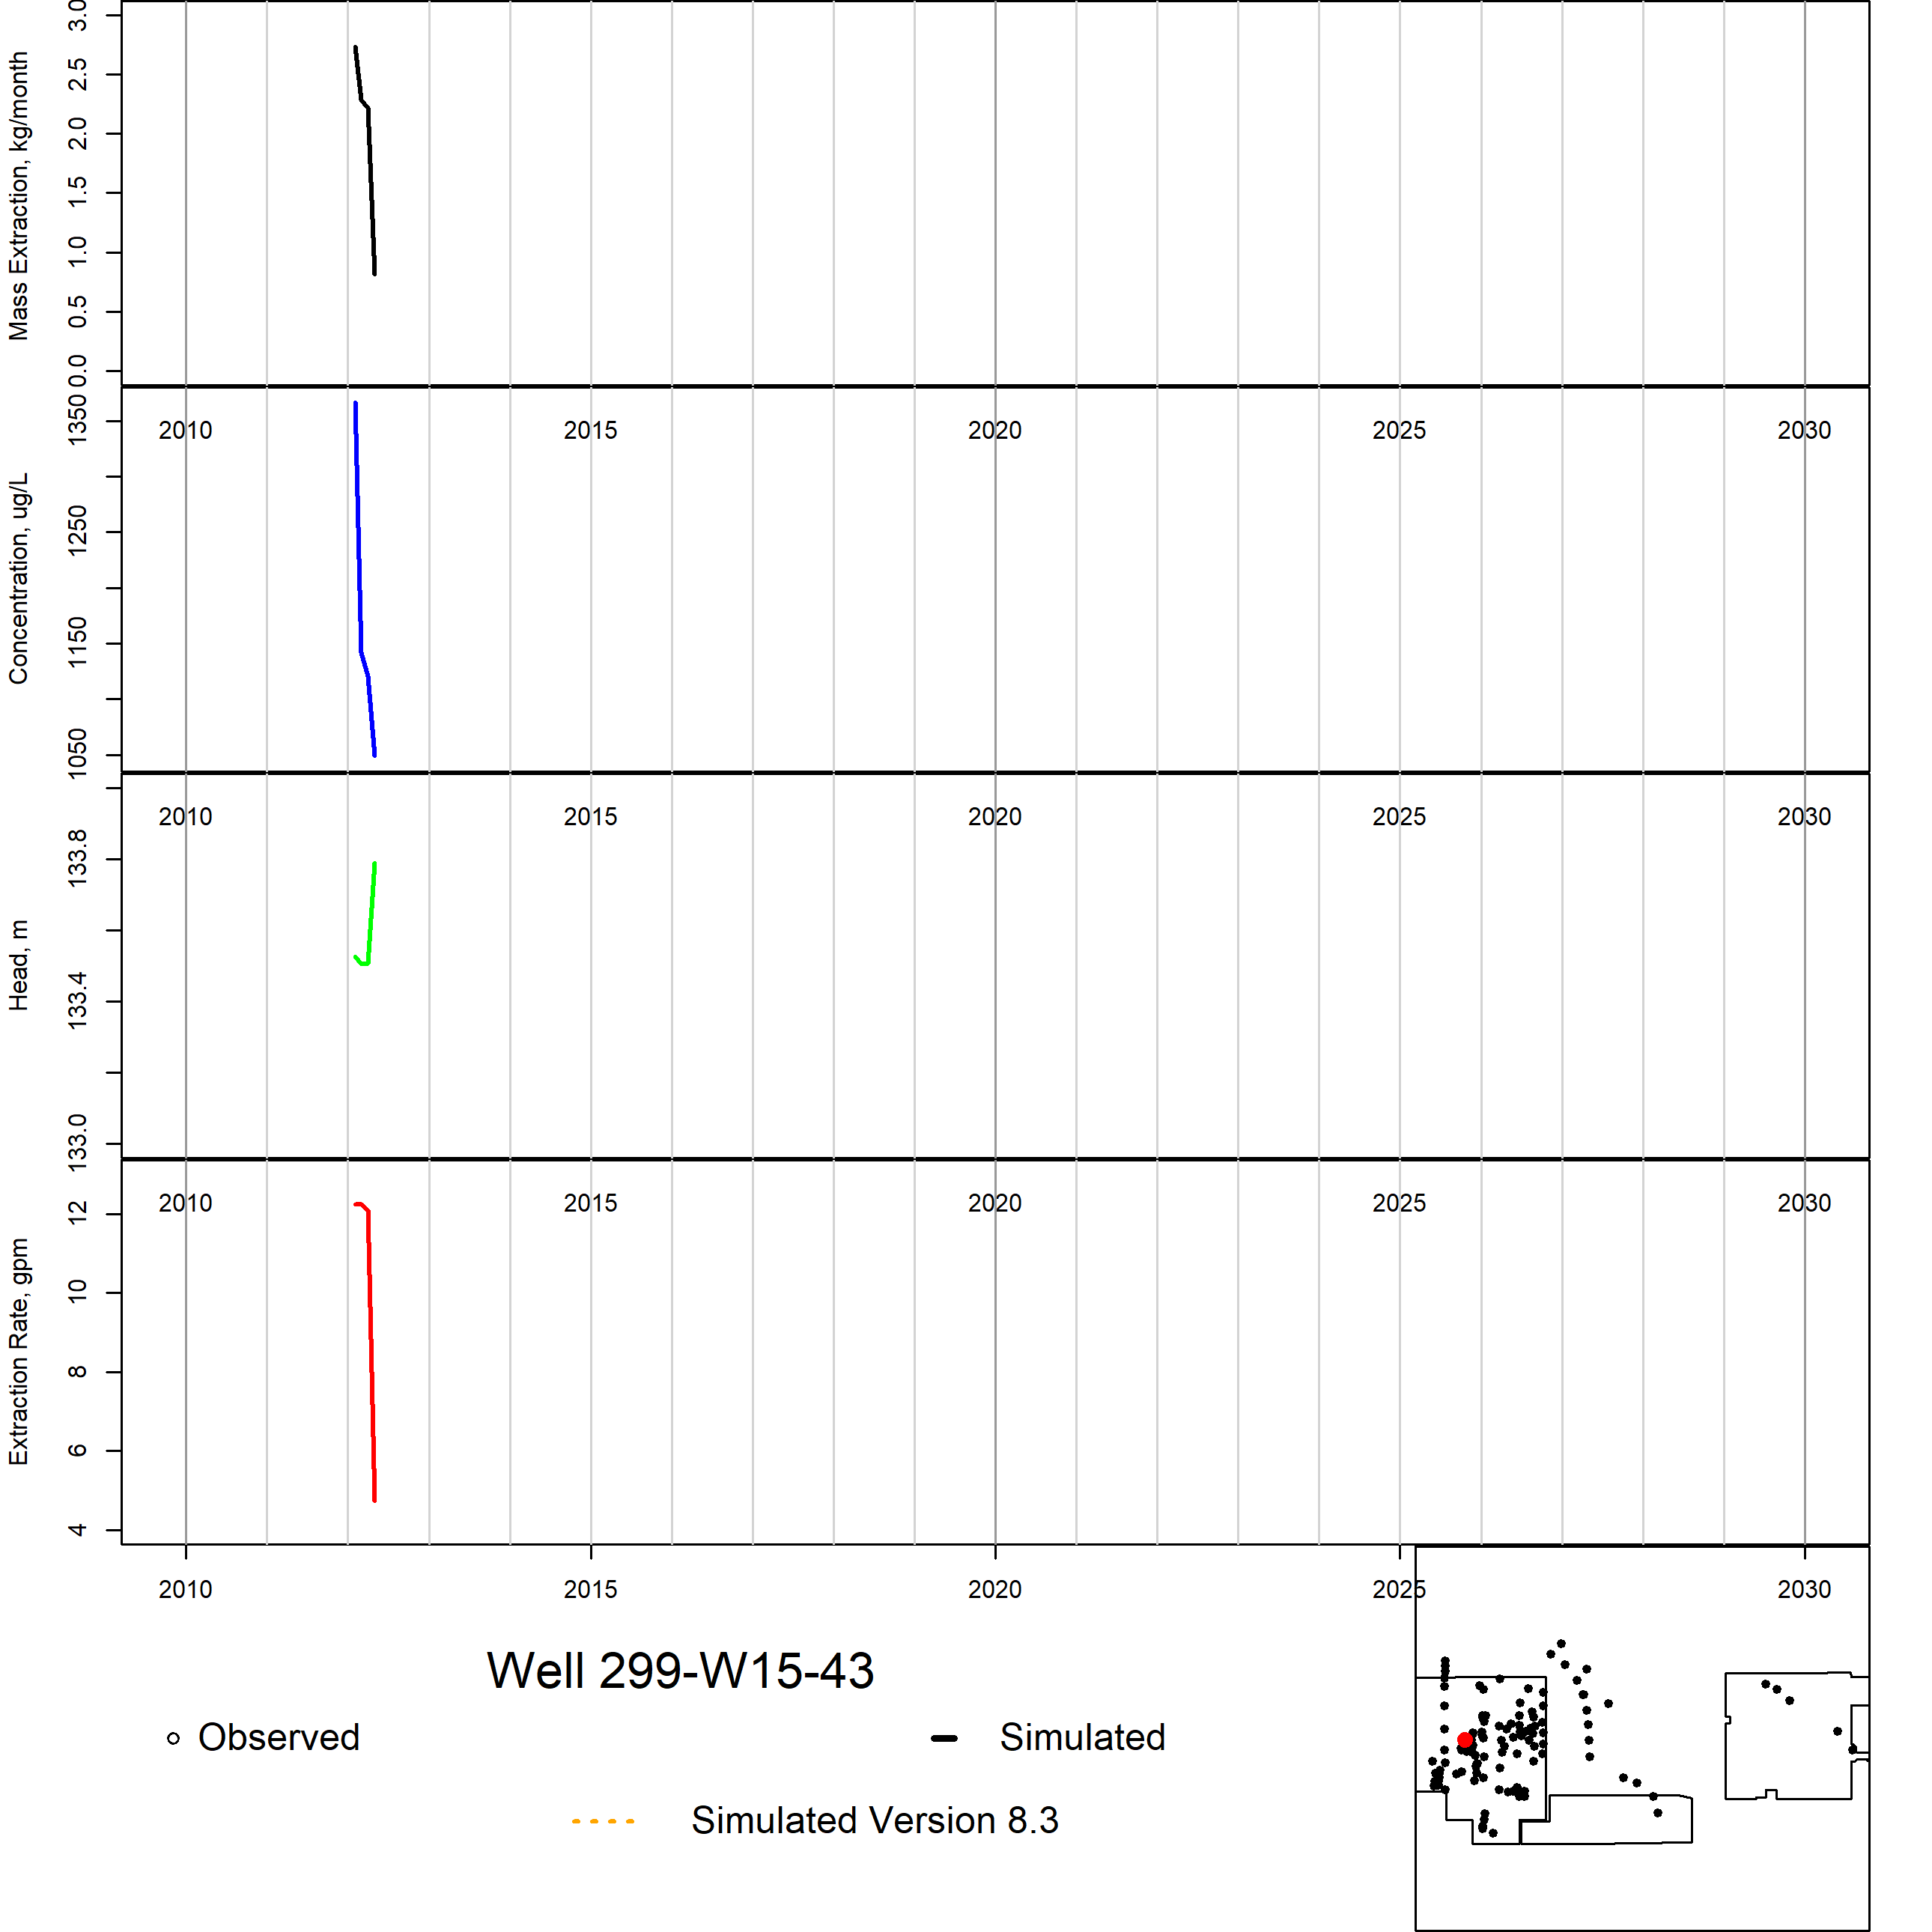 Mass Extraction, kg/month
0.0 0.5 1.0 1.5 2.0 2.5 3.0
2010 2015 2020 2025 2030
Concentration, ug/L
1050 1150 1250 1350
2010 2015 2020 2025 2030
Head, m
133.0 133.4 133.8
2010 2015 2020 2025 2030
Extraction Rate, gpm
4 6 8 10 12
2010 2015 2020 2025 2030
Well 299-W15-43
Observed
Simulated
Simulated Version 8.3